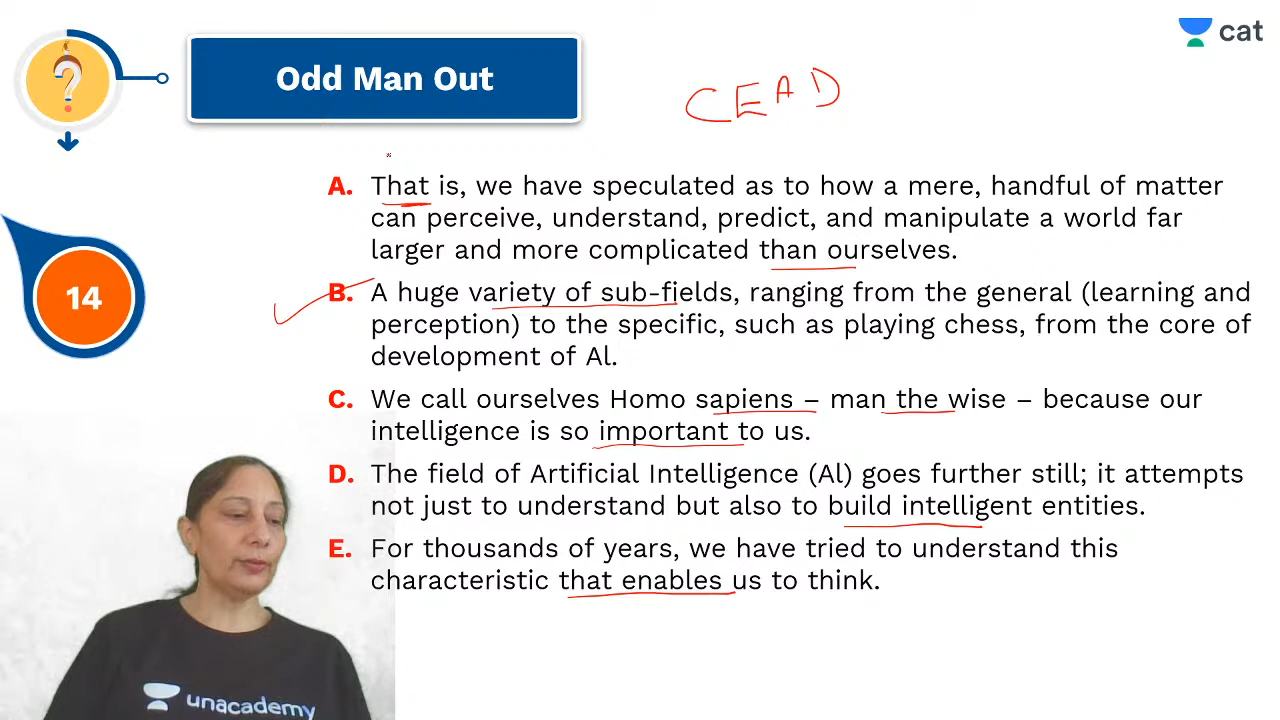 cat
Odd Man Out
CEAD
A. That is, we have speculated as to how a mere, handful of matter
can perceive, understand, predict, and manipulate a world far
larger and more complicated than ourselves.
14
B. A huge variety of sub-fields, ranging from the general (learning and
perception) to the specific, such as playing chess, from the core of
development of Al.
C. We call ourselves Homo sapiens – man the wise – because our
intelligence is so important to us.
D. The field of Artificial Intelligence (Al) goes further still; it attempts
not just to understand but also to build intelligent entities.
E. For thousands of years, we have tried to understand this
characteristic that enables us to think.
unacademy